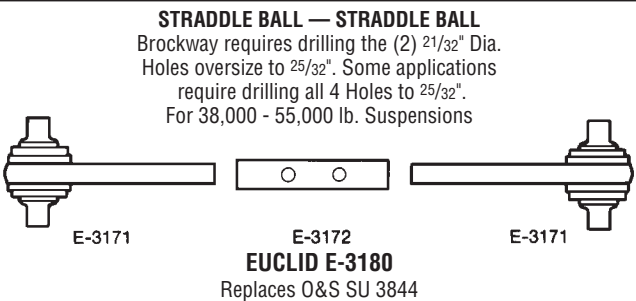 STRADDLE BALL — STRADDLE BALL
Brockway requires drilling the (2) 21/32" Dia.
Holes oversize to 25/32". Some applications
require drilling all 4 Holes to 25/32".
For 38,000 - 55,000 lb. Suspensions
E-3171 E-3172 E-3171
EUCLID E-3180
Replaces O&S SU 3844